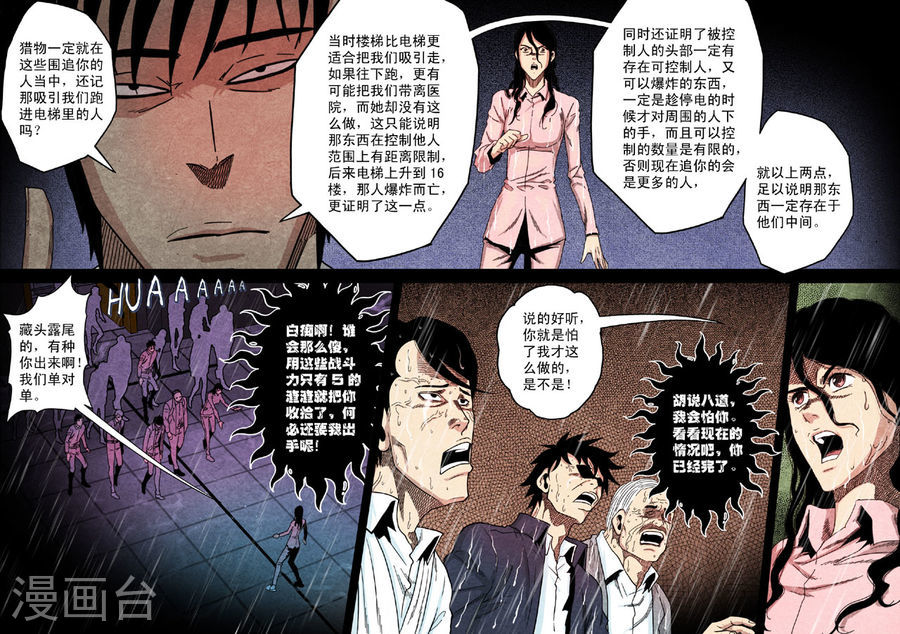 猎物一定就在
这些围追你的
人当中，还记
那吸引我们跑
进电梯里的人
吗？
当时楼梯比电梯更
适合把我们吸引走，
如果往下跑，更有
可能把我们带离医
院，而她却没有这
么做，这只能说明
那东西在控制他人
范围上有距离限制，
后来电梯上升到 16
楼，那人爆炸而亡，
更证明了这一点。
同时还证明了被控
制人的头部一定有
存在可控制人，又
可以爆炸的东西，
一定是趁停电的时
候才对周围的人下
的手，而且可以控
制的数量是有限的，
否则现在追你的会
是更多的人，
就以上两点，
足以说明那东
西一定存在于
他们中间。
HUAAAAAA
藏头露尾
的，有种
你出来啊！
我们单对
单。
白痴啊！谁
会那么傻，
用这些战斗
力只有 5 的
渣渣就把你
收拾了，何
必还要我出
手呢！
说的好听，
你就是怕
了我才这
么做的，
是不是！
胡说八道，
我会怕你。
看看现在的
情况吧，你
已经死了。
漫画台